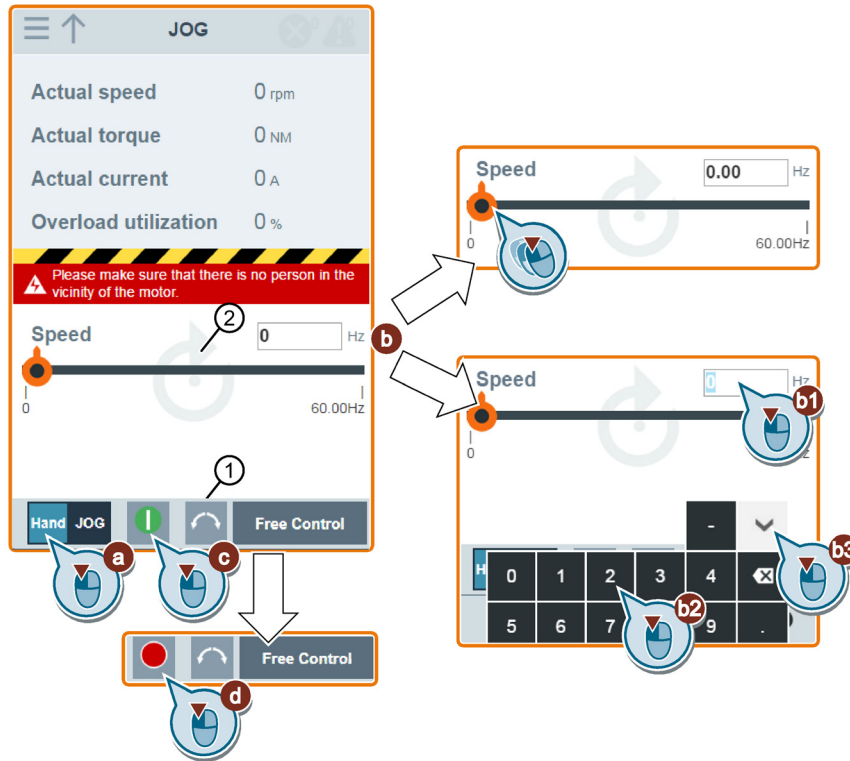 JOG
Actual speed 0 rpm
Actual torque 0 NM
Actual current 0 A
Overload utilization 0 %
Please make sure that there is no person in the
vicinity of the motor.
2
Speed 0 Hz
0 60.00Hz
1
Hand JOG Free Control
a
c
Free Control
d
b
Speed 0.00 Hz
0 60.00Hz
Speed 0 Hz
b1
0 z
- 
b3
H 0 1 2 3 4
b2
5 6 7 9 .